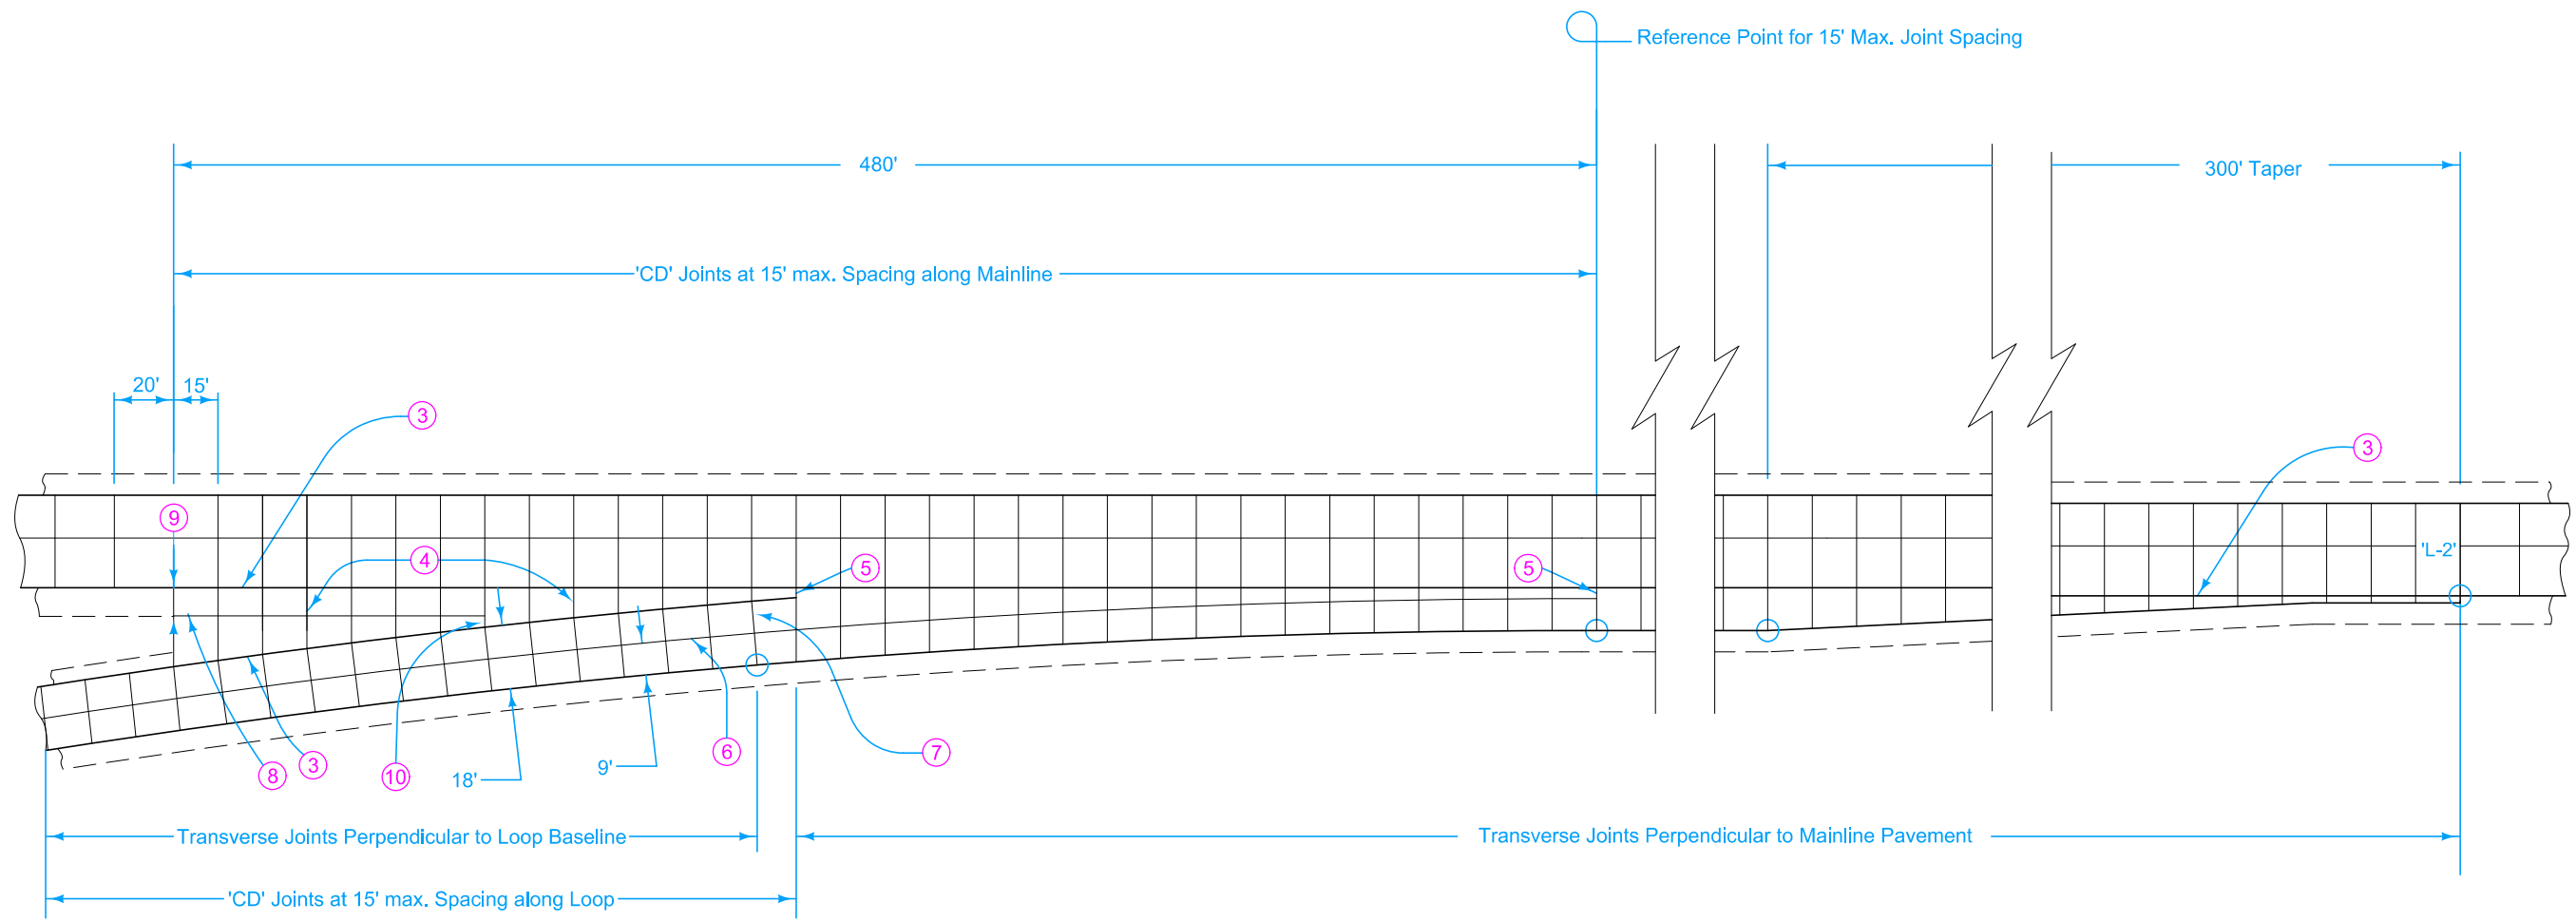 Reference Point for 15' Max. Joint Spacing
480'
300' Taper
'CD' Joints at 15' max. Spacing along Mainline
20'
15'
3
3
9
4
5
5
'L-2'
8
3
10
18'
9'
6
7
Transverse Joints Perpendicular to Loop Baseline
Transverse Joints Perpendicular to Mainline Pavement
'CD' Joints at 15' max. Spacing along Loop